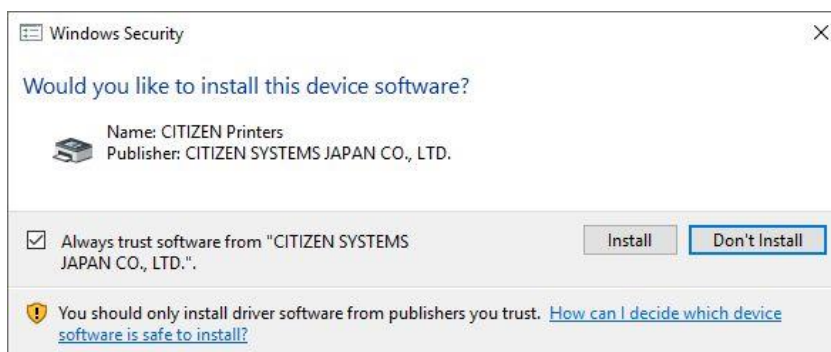 Windows Security
Would you like to install this device software?
Name: CITIZEN Printers
Publisher: CITIZEN SYSTEMS JAPAN CO., LTD.
Always trust software from "CITIZEN SYSTEMS
JAPAN CO., LTD.".
Install
Don't Install
You should only install driver software from publishers you trust. How can I decide which device
software is safe to install?